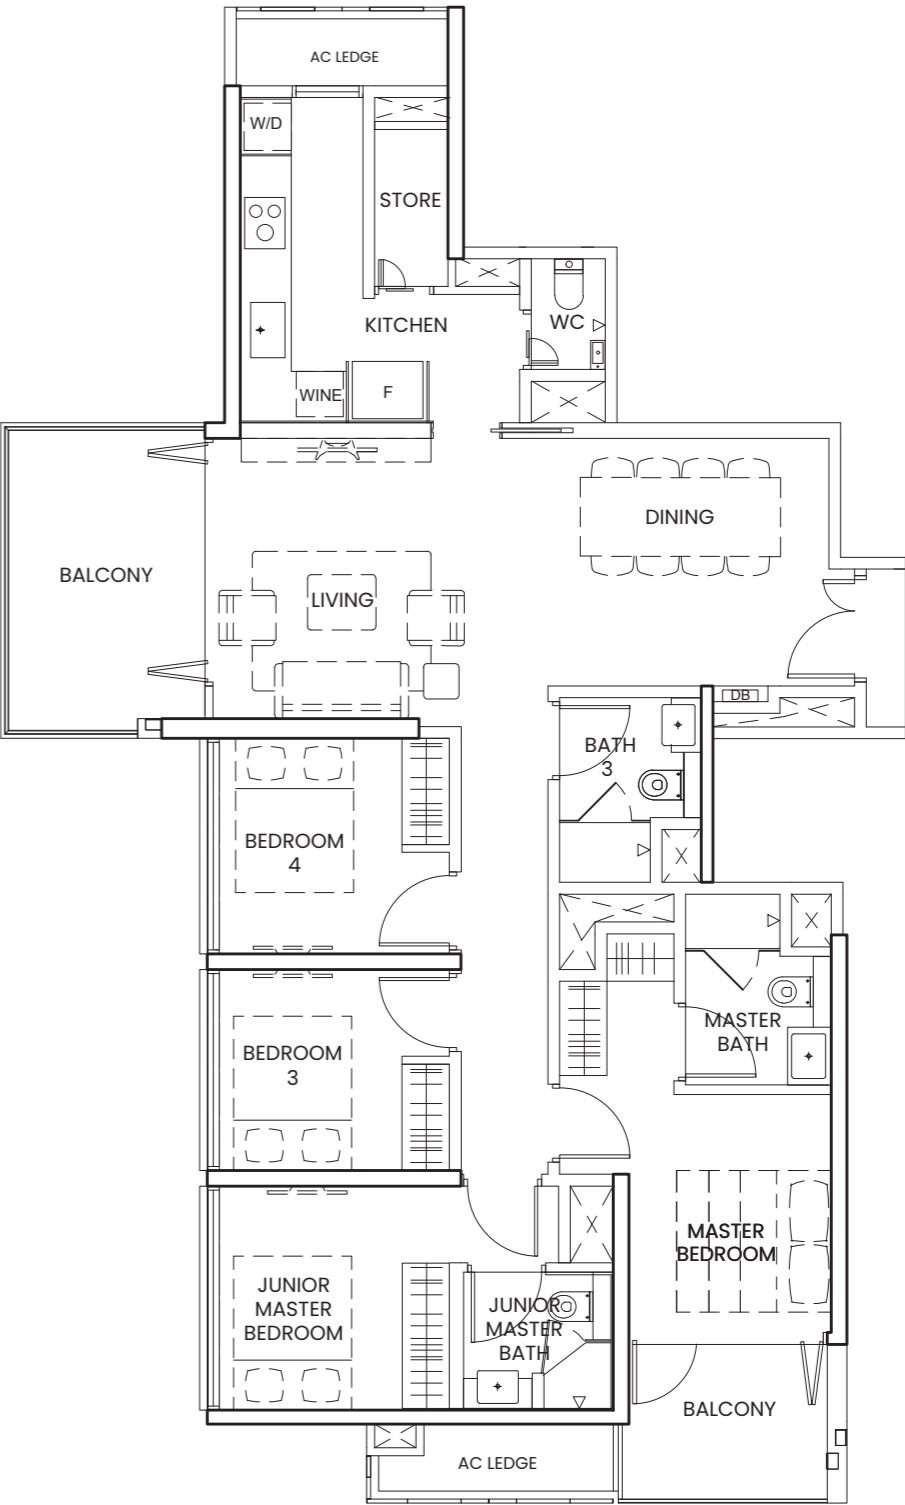 AC LEDGE
W/D
STORE
KITCHEN
WC
WINE
F
DINING
BALCONY
LIVING
DB
BATH
3
BEDROOM
4
MASTER
BATH
BEDROOM
3
MASTER
BEDROOM
JUNIOR
MASTER
BEDROOM
JUNIOR
MASTER
BATH
BALCONY
AC LEDGE